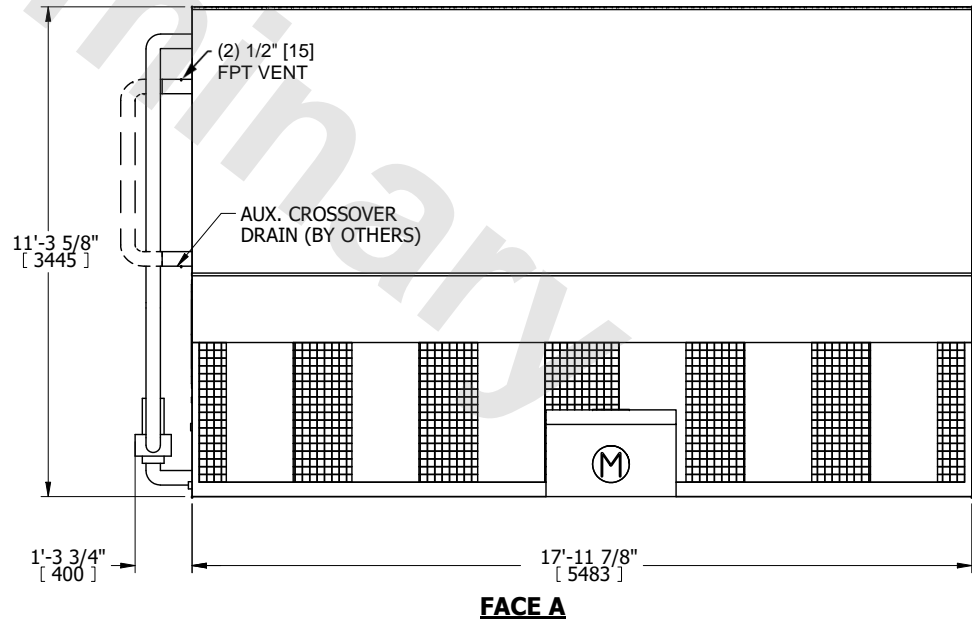 (2) 1/2" [15]
FPT VENT
AUX. CROSSOVER
DRAIN (BY OTHERS)
11'-3 5/8"
[ 3445 ]
M
1'-3 3/4"
[ 400 ]
17'-11 7/8"
[ 5483 ]
FACE A
minary